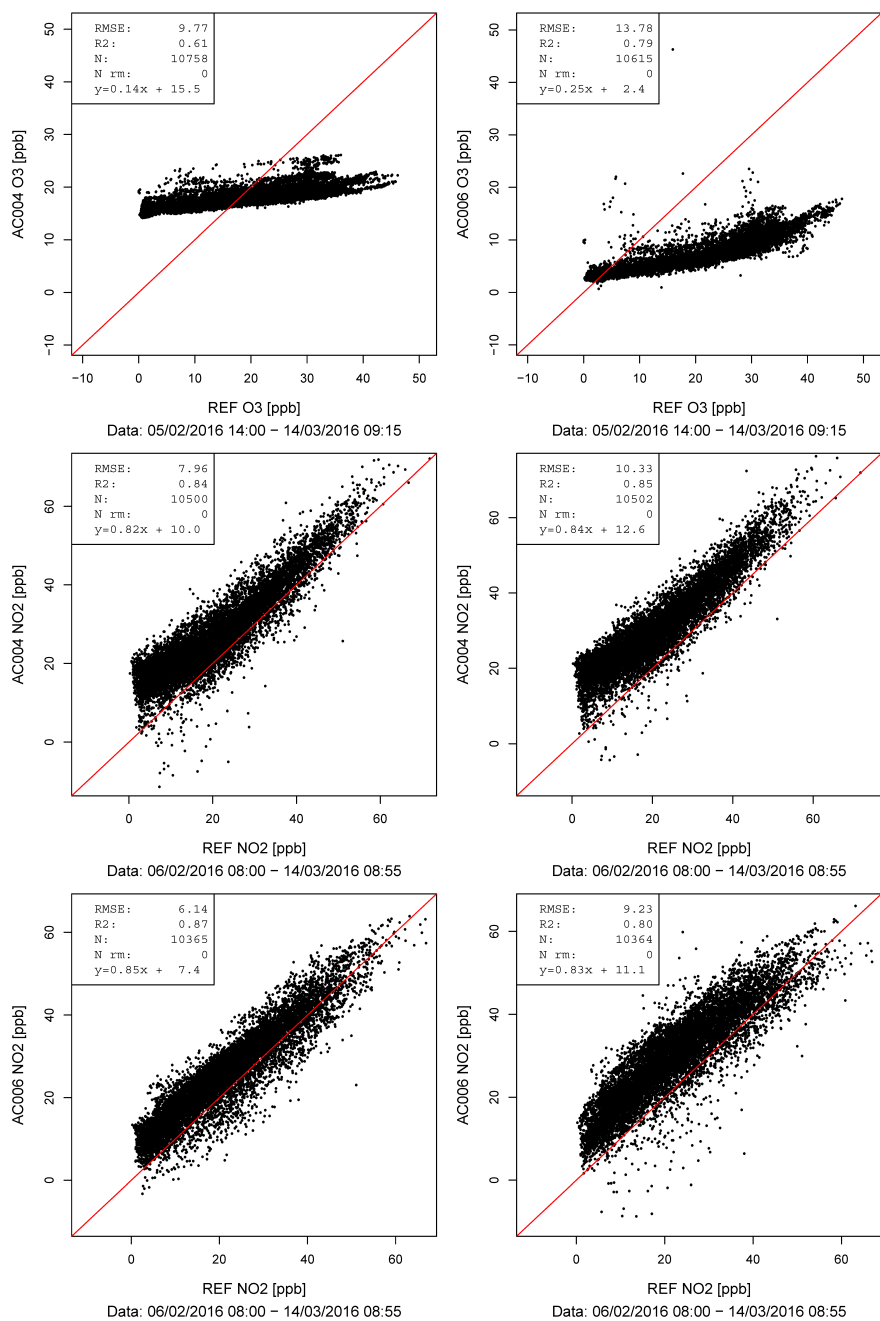 RMSE: 9.77
R2: 0.61
N: 10758
N rm: 0
y=0.14x + 15.5
AC004 O3 [ppb]
50
40
30
20
10
0
−10
−10 0 10 20 30 40 50
REF O3 [ppb]
Data: 05/02/2016 14:00 − 14/03/2016 09:15
RMSE: 13.78
R2: 0.79
N: 10615
N rm: 0
y=0.25x + 2.4
AC006 O3 [ppb]
50
40
30
20
10
0
−10
−10 0 10 20 30 40 50
REF O3 [ppb]
Data: 05/02/2016 14:00 − 14/03/2016 09:15
RMSE: 7.96
R2: 0.84
N: 10500
N rm: 0
y=0.82x + 10.0
AC004 NO2 [ppb]
60
40
20
0
0 20 40 60
REF NO2 [ppb]
Data: 06/02/2016 08:00 − 14/03/2016 08:55
RMSE: 10.33
R2: 0.85
N: 10502
N rm: 0
y=0.84x + 12.6
AC004 NO2 [ppb]
60
40
20
0
0 20 40 60
REF NO2 [ppb]
Data: 06/02/2016 08:00 − 14/03/2016 08:55
RMSE: 6.14
R2: 0.87
N: 10365
N rm: 0
y=0.85x + 7.4
AC006 NO2 [ppb]
60
40
20
0
0 20 40 60
REF NO2 [ppb]
Data: 06/02/2016 08:00 − 14/03/2016 08:55
RMSE: 9.23
R2: 0.80
N: 10364
N rm: 0
y=0.83x + 11.1
AC006 NO2 [ppb]
60
40
20
0
0 20 40 60
REF NO2 [ppb]
Data: 06/02/2016 08:00 − 14/03/2016 08:55